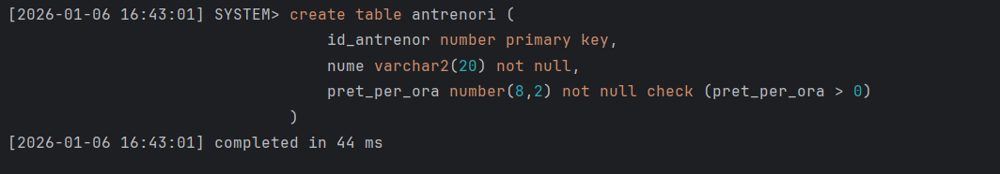 [2026-01-06 16:43:01] SYSTEM> create table antrenori (
id_antrenor number primary key,
nume varchar2(20) not null,
pret_per_ora number(8,2) not null check (pret_per_ora > 0)
)
[2026-01-06 16:43:01] completed in 44 ms